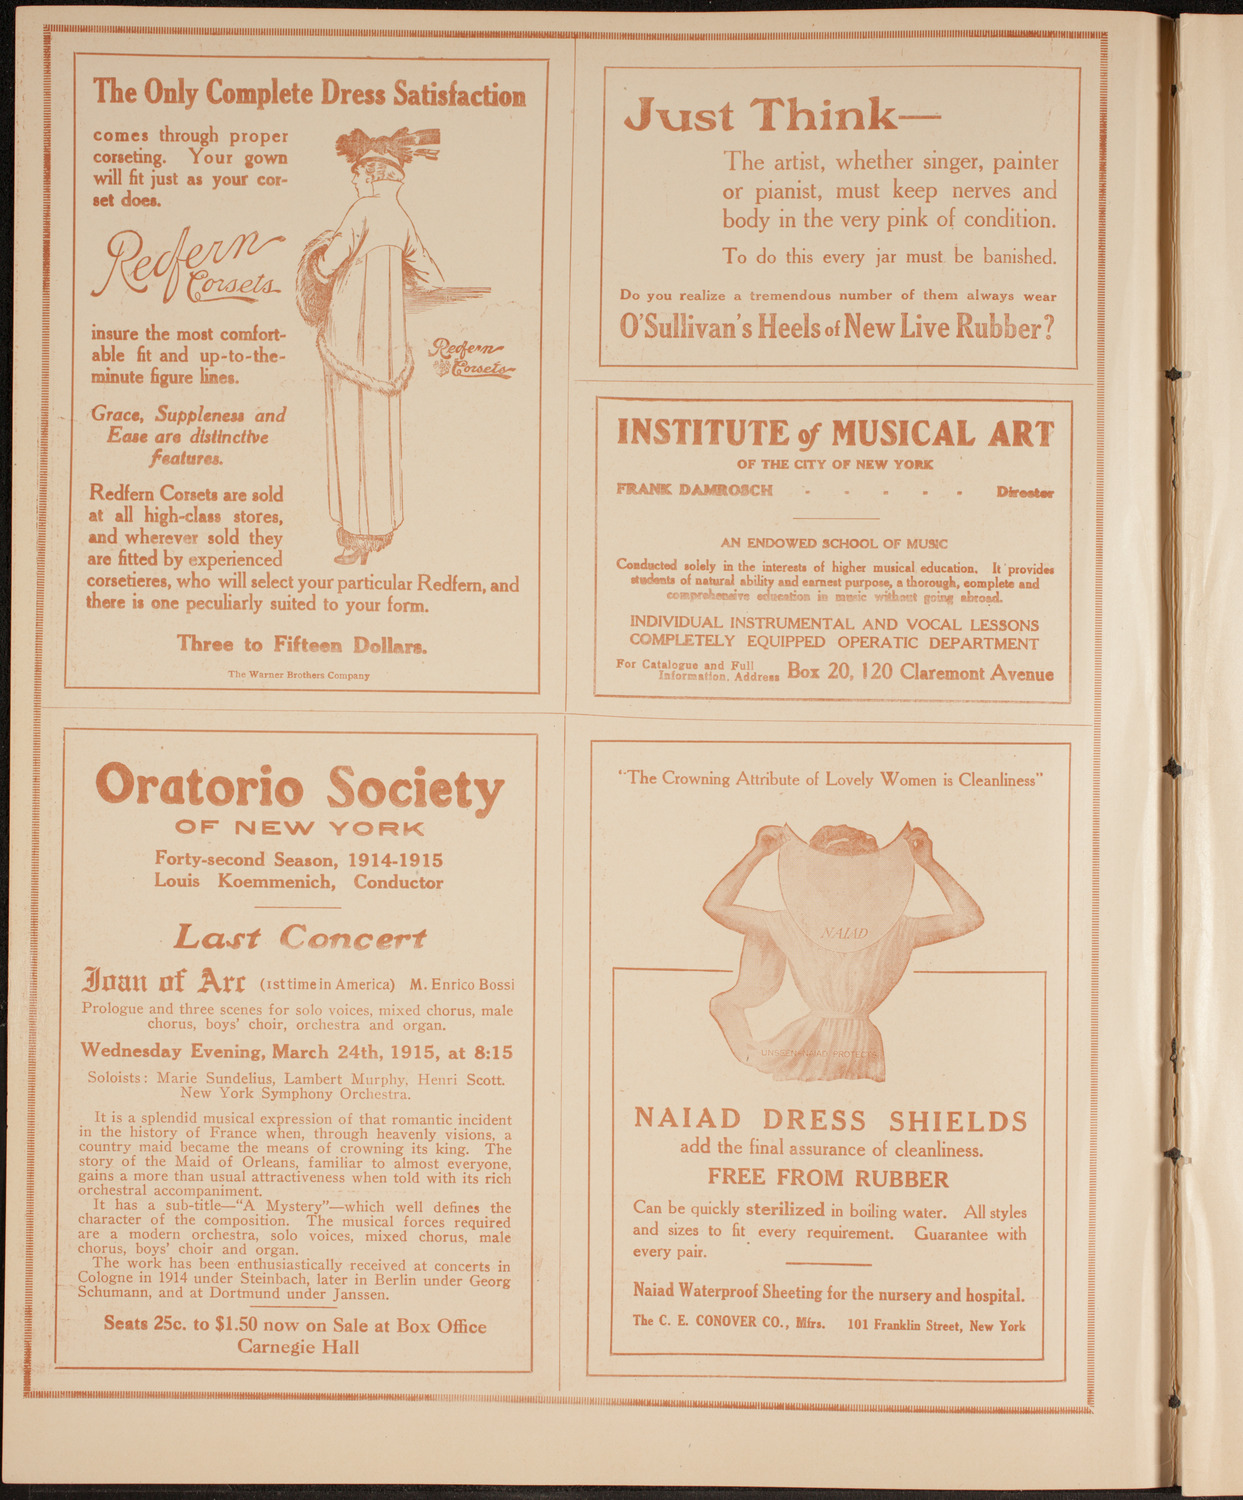 The Only Complete Dress Satisfaction
comes through proper
corseting. Your gown
will fit just as your cor-
set does.
Redfern
Corsets
insure the most comfort-
able fit and up-to-the-
minute figure lines.
Grace, Suppleness and
Ease are distinctive
features.
Redfern Corsets are sold
at all high-class stores,
and wherever sold they
are fitted by experienced
corsetieres, who will select your particular Redfern, and
there is one peculiarly suited to your form.
Three to Fifteen Dollars.
The Warner Brothers Company
Redfern
Corsets
Just Think—
The artist, whether singer, painter
or pianist, must keep nerves and
body in the very pink of condition.
To do this every jar must be banished.
Do you realize a tremendous number of them always wear
O'Sullivan's Heels of New Live Rubber?
INSTITUTE of MUSICAL ART
OF THE CITY OF NEW YORK
FRANK DAMROSCH - - - - - Director
AN ENDOWED SCHOOL OF MUSIC
Conducted solely in the interests of higher musical education. It provides
students of natural ability and earnest purpose, a thorough, complete and
comprehensive education in music without going abroad.
INDIVIDUAL INSTRUMENTAL AND VOCAL LESSONS
COMPLETELY EQUIPPED OPERATIC DEPARTMENT
For Catalogue and Full
Information, Address Box 20, 120 Claremont Avenue
Oratorio Society
OF NEW YORK
Forty-second Season, 1914-1915
Louis Koemmenich, Conductor
Last Concert
Joan of Arc (1st time in America) M. Enrico Bossi
Prologue and three scenes for solo voices, mixed chorus, male
chorus, boys' choir, orchestra and organ.
Wednesday Evening, March 24th, 1915, at 8:15
Soloists: Marie Sundelius, Lambert Murphy, Henri Scott.
New York Symphony Orchestra.
It is a splendid musical expression of that romantic incident
in the history of France when, through heavenly visions, a
country maid became the means of crowning its king. The
story of the Maid of Orleans, familiar to almost everyone,
gains a more than usual attractiveness when told with its rich
orchestral accompaniment.
It has a sub-title—"A Mystery"—which well defines the
character of the composition. The musical forces required
are a modern orchestra, solo voices, mixed chorus, male
chorus, boys' choir and organ.
The work has been enthusiastically received at concerts in
Cologne in 1914 under Steinbach, later in Berlin under Georg
Schumann, and at Dortmund under Janssen.
Seats 25c. to $1.50 now on Sale at Box Office
Carnegie Hall
"The Crowning Attribute of Lovely Women is Cleanliness"
NAIAD
UNSEEN-NAIAD PROTECTS
NAIAD DRESS SHIELDS
add the final assurance of cleanliness.
FREE FROM RUBBER
Can be quickly sterilized in boiling water. All styles
and sizes to fit every requirement. Guarantee with
every pair.
Naiad Waterproof Sheeting for the nursery and hospital.
The C. E. CONOVER CO., Mfrs. 101 Franklin Street, New York